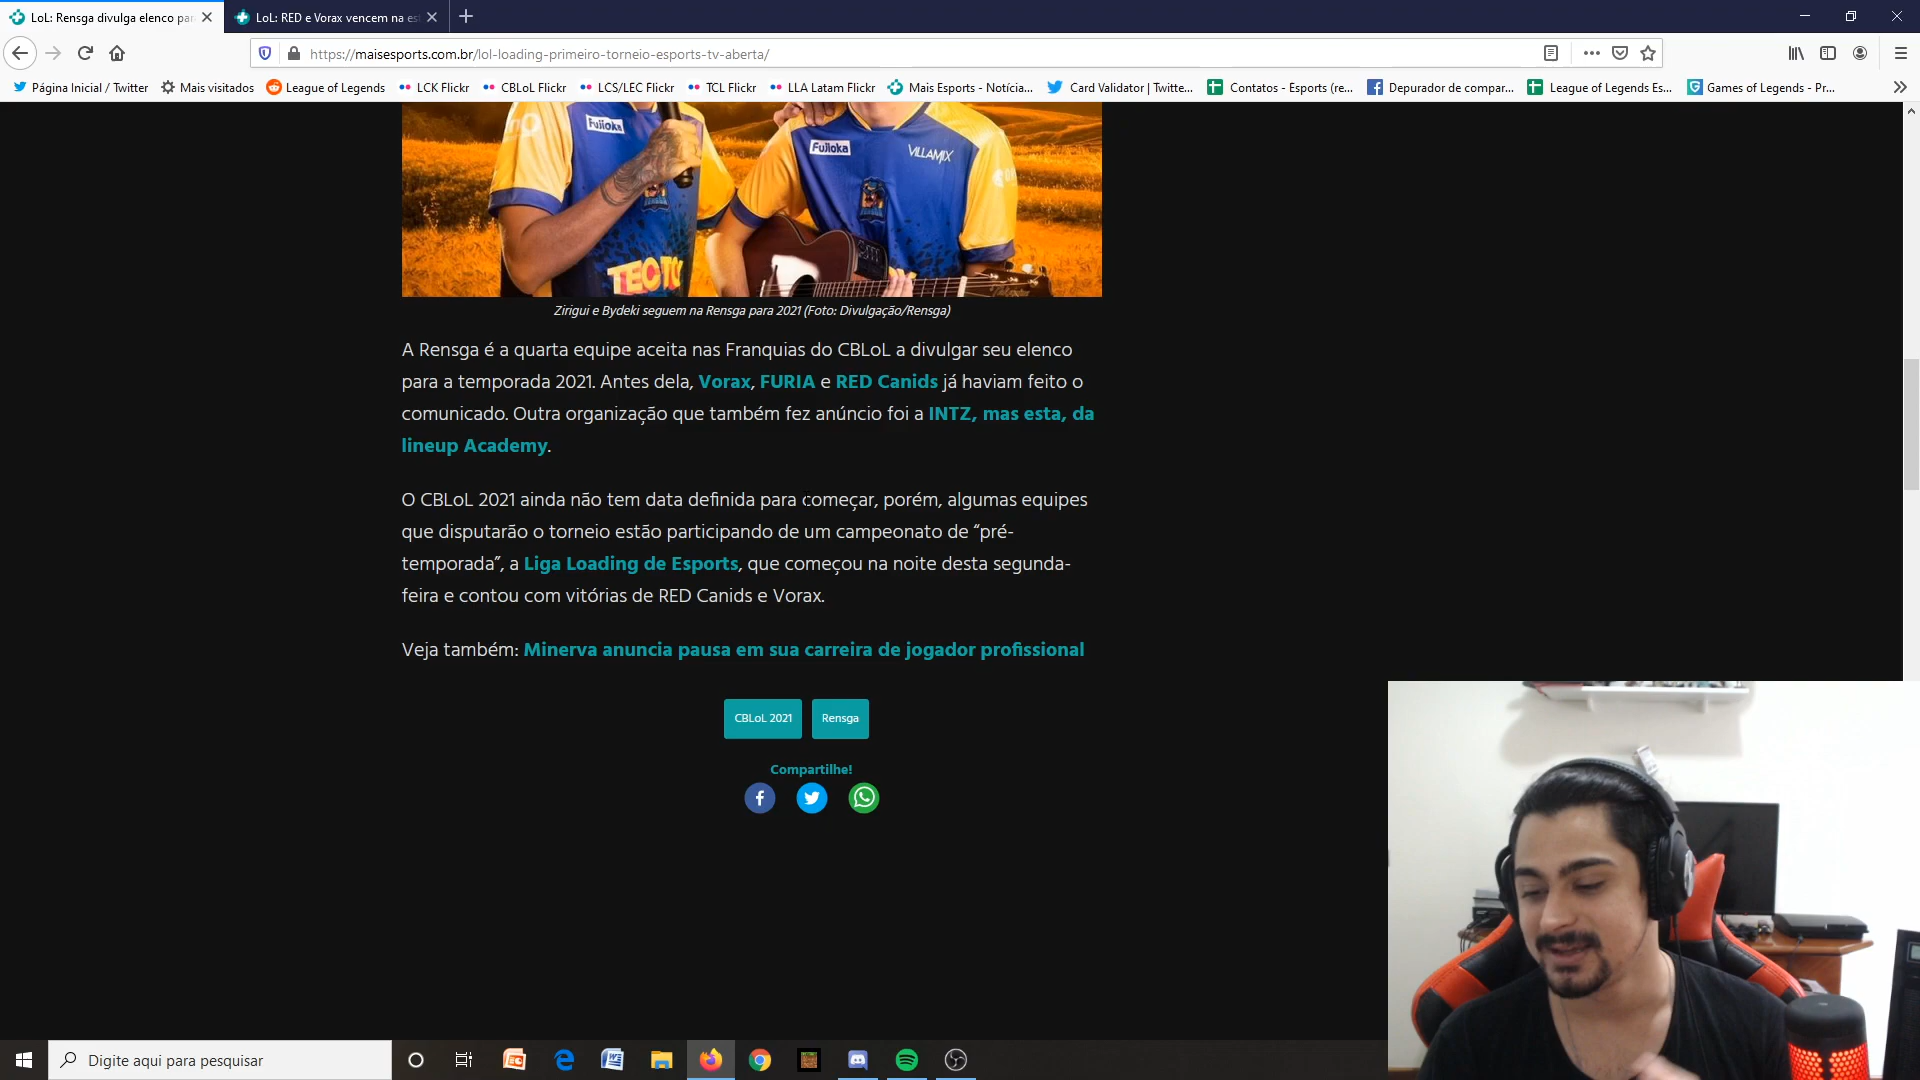 LoL: Rensga divulga elenco par
LoL: RED e Vorax vencem na es
https://maisesports.com.br/lol-loading-primeiro-torneio-esports-tv-aberta/
Página Inicial / Twitter
Mais visitados
League of Legends
LCK Flickr
CBLoL Flickr
LCS/LEC Flickr
TCL Flickr
LLA Latam Flickr
Mais Esports - Notícia...
Card Validator | Twitte...
Contatos - Esports (re...
Depurador de compar...
League of Legends Es...
Games of Legends - Pr...
Fujioka
Fujioka
VILLAMIX
Zirigui e Bydeki seguem na Rensga para 2021 (Foto: Divulgação/Rensga)
A Rensga é a quarta equipe aceita nas Franquias do CBLoL a divulgar seu elenco
para a temporada 2021. Antes dela, Vorax, FURIA e RED Canids já haviam feito o
comunicado. Outra organização que também fez anúncio foi a INTZ, mas esta, da
lineup Academy.
O CBLoL 2021 ainda não tem data definida para começar, porém, algumas equipes
que disputarão o torneio estão participando de um campeonato de “pré-
temporada”, a Liga Loading de Esports, que começou na noite desta segunda-
feira e contou com vitórias de RED Canids e Vorax.
Veja também: Minerva anuncia pausa em sua carreira de jogador profissional
CBLoL 2021
Rensga
Compartilhe!
Digite aqui para pesquisar